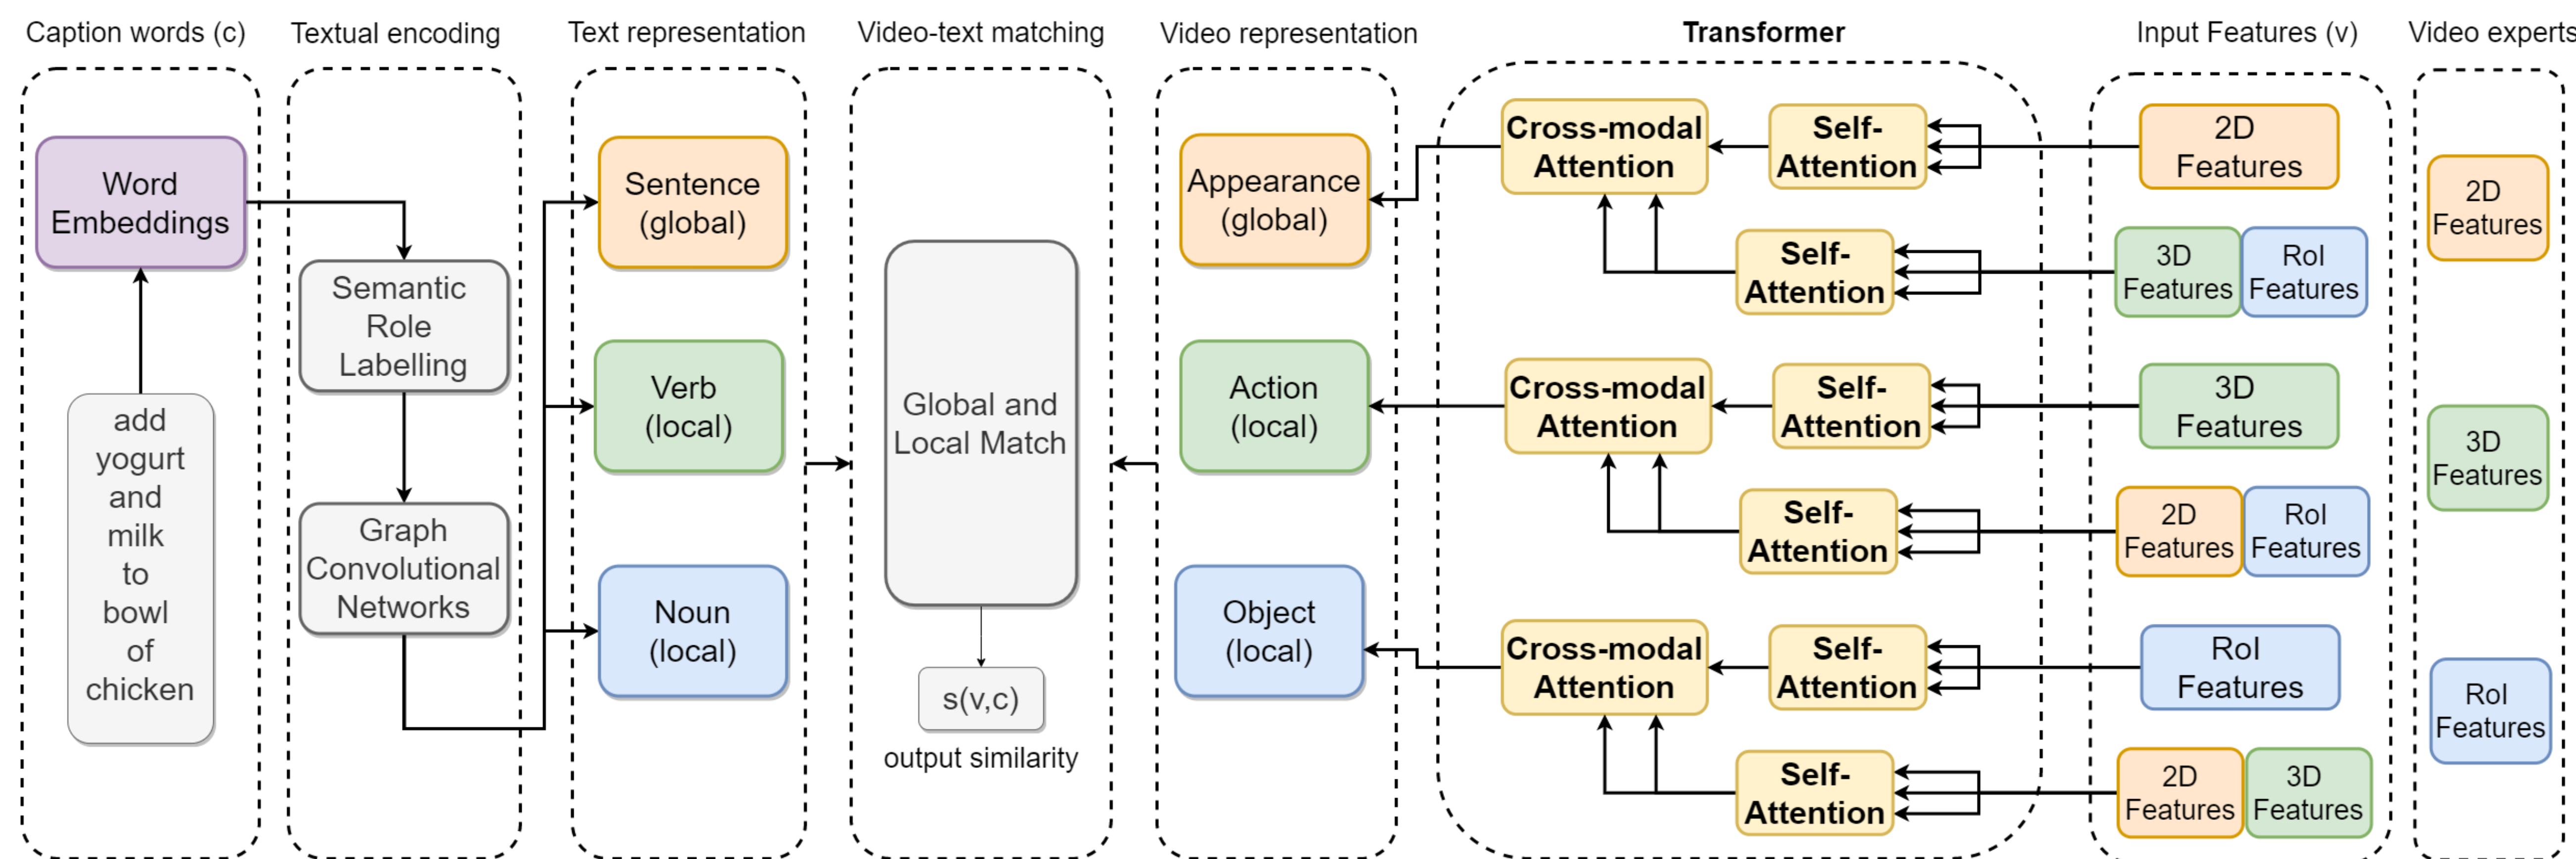 Caption words (c)
Textual encoding
Text representation
Video-text matching
Video representation
Transformer
Input Features (v)
Video experts
Word
Embeddings
add
yogurt
and
milk
to
bowl
of
chicken
Semantic
Role
Labelling
Graph
Convolutional
Networks
Sentence
(global)
Verb
(local)
Noun
(local)
Global and
Local Match
s(v,c)
output similarity
Appearance
(global)
Action
(local)
Object
(local)
Cross-modal
Attention
Self-
Attention
Self-
Attention
Cross-modal
Attention
Self-
Attention
Self-
Attention
Cross-modal
Attention
Self-
Attention
Self-
Attention
2D
Features
3D
Features
RoI
Features
3D
Features
2D
Features
RoI
Features
RoI
Features
2D
Features
3D
Features
2D
Features
3D
Features
RoI
Features